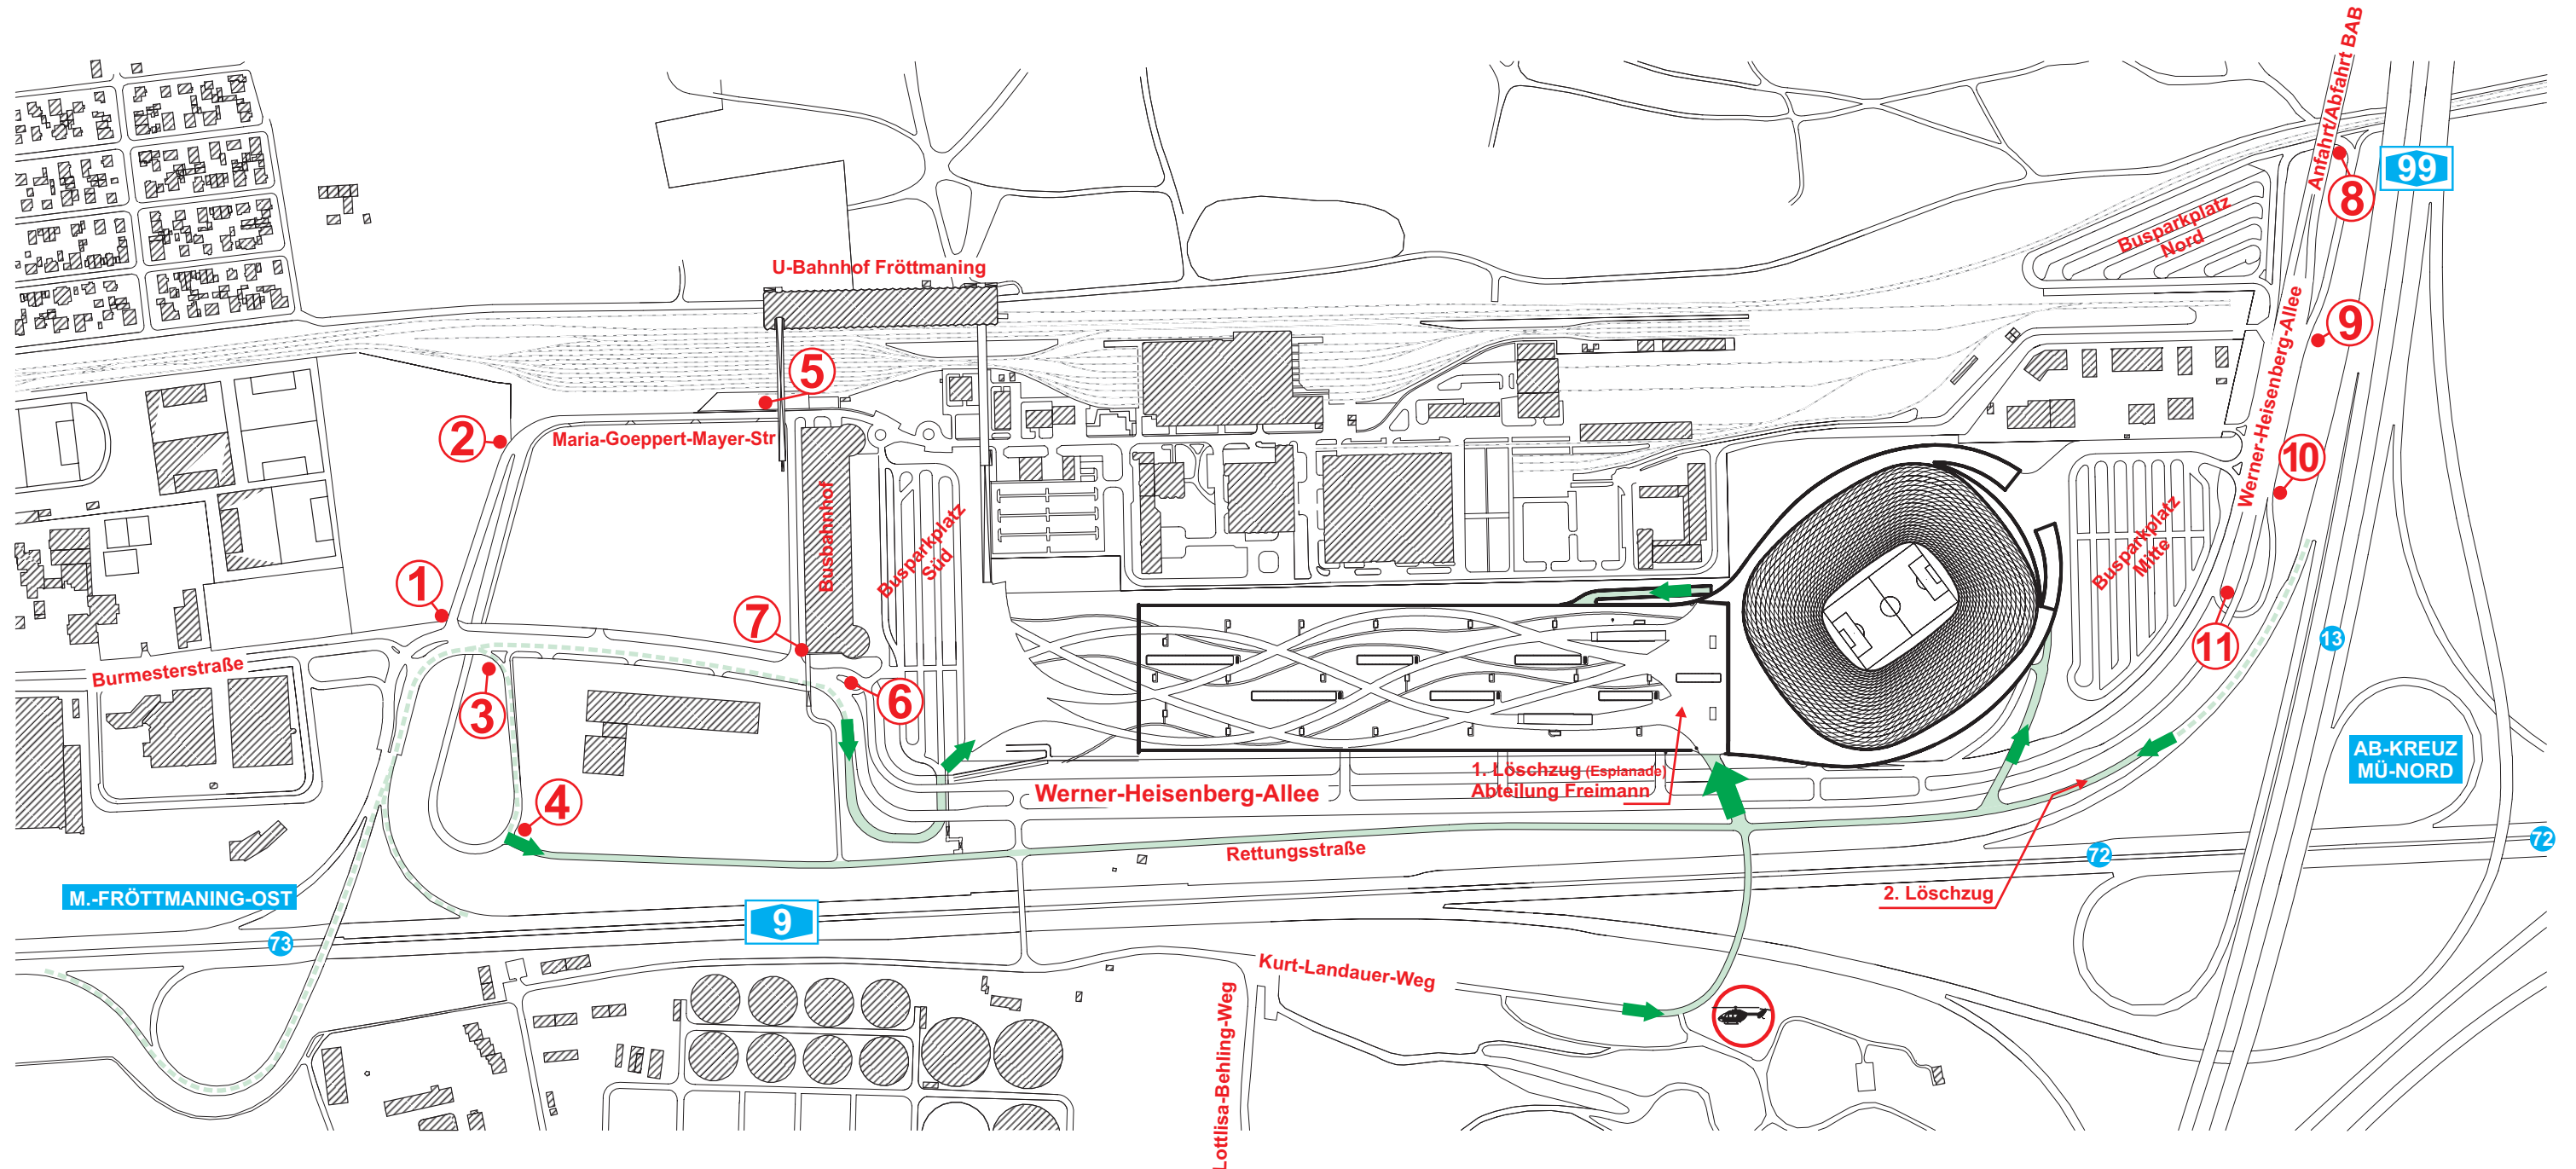 Anfahrt/Abfahrt BAB
99
8
Busparkplatz
Nord
U-Bahnhof Fröttmaning
9
Werner-Heisenberg-Allee
5
2
Maria-Goeppert-Mayer-Str
10
Busbahnhof
Busparkplatz
Süd
Busparkplatz
Mitte
1
7
11
13
Burmesterstraße
3
6
AB-KREUZ
MÜ-NORD
4
Werner-Heisenberg-Allee
1. Löschzug (Esplanade)
Abteilung Freimann
Rettungsstraße
72
72
M.-FRÖTTMANING-OST
2. Löschzug
9
73
Kurt-Landauer-Weg
Lottlisa-Behling-Weg